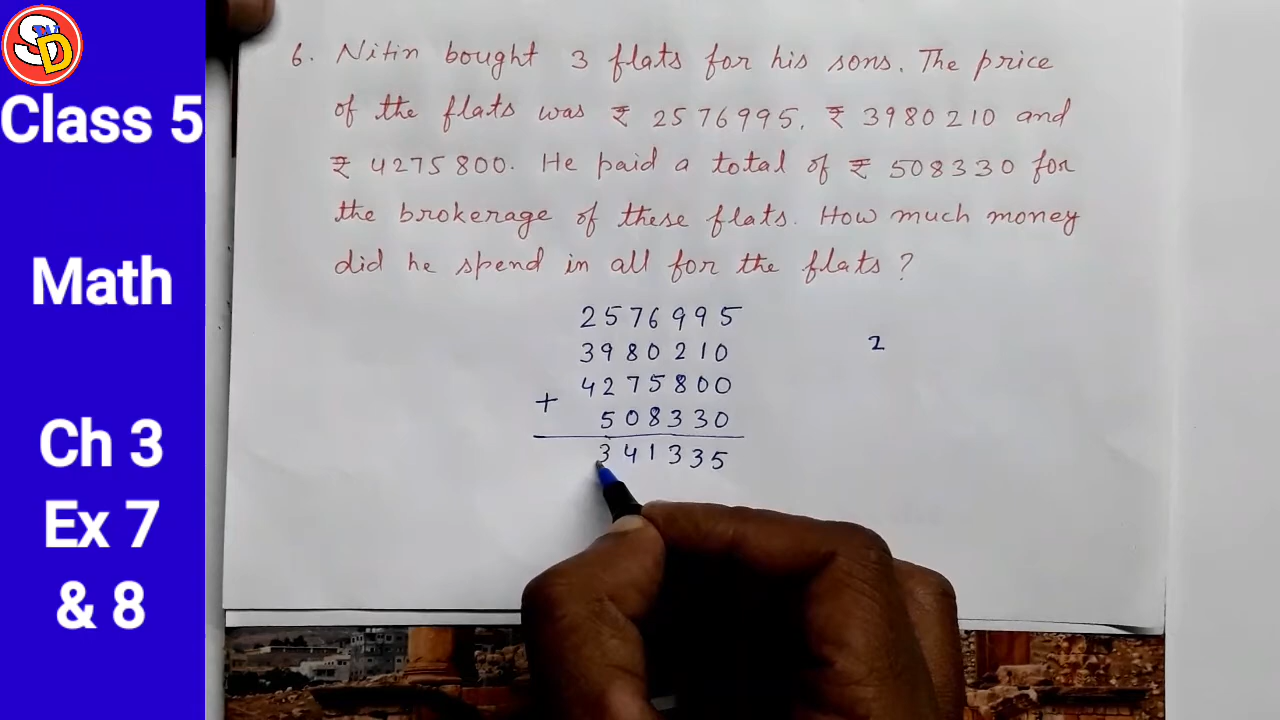 SWD
Class 5
Math
Ch 3
Ex 7
& 8
6. Nitin bought 3 flats for his sons. The price
of the flats was ₹ 2576995, ₹ 3980210 and
₹ 4275800. He paid a total of ₹ 508330 for
the brokerage of these flats. How much money
did he spend in all for the flats?
2576995
3980210
4275800
+ 508330
341335
2